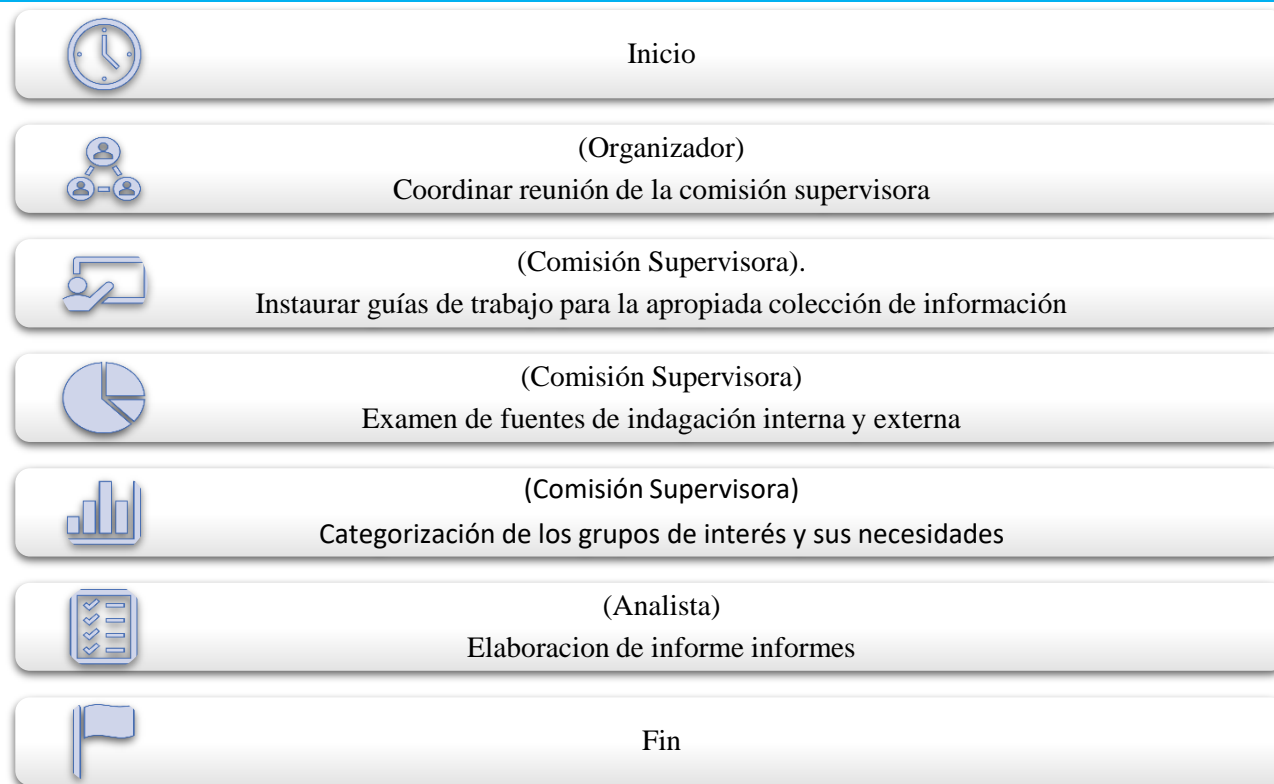 Inicio
(Organizador)
Coordinar reunión de la comisión supervisora
(Comisión Supervisora).
Instaurar guías de trabajo para la apropiada colección de información
(Comisión Supervisora)
Examen de fuentes de indagación interna y externa
(Comisión Supervisora)
Categorización de los grupos de interés y sus necesidades
(Analista)
Elaboracion de informe informes
Fin